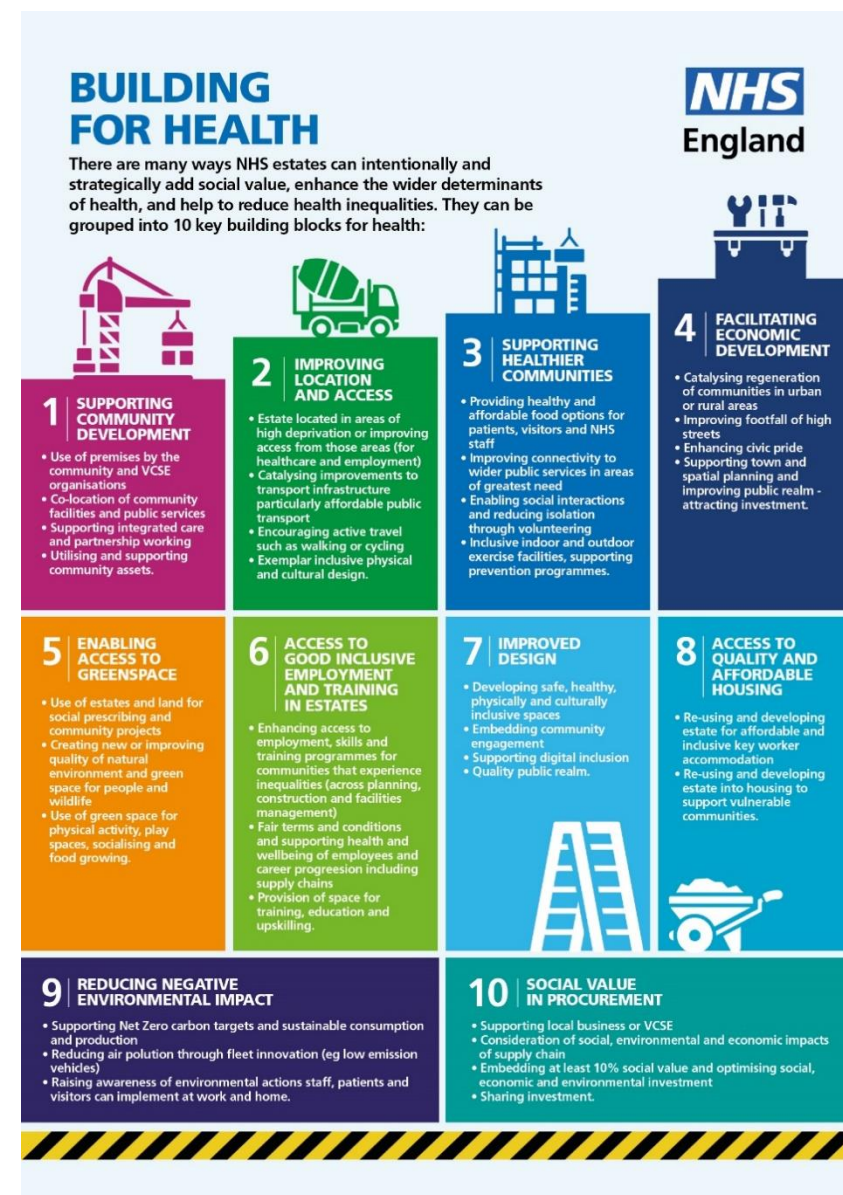 BUILDING
FOR HEALTH
NHS
England
There are many ways NHS estates can intentionally and
strategically add social value, enhance the wider determinants
of health, and help to reduce health inequalities. They can be
grouped into 10 key building blocks for health:
1
SUPPORTING
COMMUNITY
DEVELOPMENT
• Use of premises by the
community and VCSE
organisations
• Co-location of community
facilities and public services
• Supporting integrated care
and partnership working
• Utilising and supporting
community assets.
2
IMPROVING
LOCATION
AND ACCESS
• Estate located in areas of
high deprivation or improving
access from those areas (for
healthcare and employment)
• Catalysing improvements to
transport infrastructure
particularly affordable public
transport
• Encouraging active travel
such as walking or cycling
• Exemplar inclusive physical
and cultural design.
3
SUPPORTING
HEALTHIER
COMMUNITIES
• Providing healthy and
affordable food options for
patients, visitors and NHS
staff
• Improving connectivity to
wider public services in areas
of greatest need
• Enabling social interactions
and reducing isolation
through volunteering
• Inclusive indoor and outdoor
exercise facilities, supporting
prevention programmes.
4
FACILITATING
ECONOMIC
DEVELOPMENT
• Catalysing regeneration
of communities in urban
or rural areas
• Improving footfall of high
streets
• Enhancing civic pride
• Supporting town and
spatial planning and
improving public realm -
attracting investment.
5
ENABLING
ACCESS TO
GREENSPACE
• Use of estates and land for
social prescribing and
community projects
• Creating new or improving
quality of natural
environment and green
space for people and
wildlife
• Use of green space for
physical activity, play
spaces, socialising and
food growing.
6
ACCESS TO
GOOD INCLUSIVE
EMPLOYMENT
AND TRAINING
IN ESTATES
• Enhancing access to
employment, skills and
training programmes for
communities that experience
inequalities (across planning,
construction and facilities
management)
• Fair terms and conditions
and supporting health and
wellbeing of employees and
career progreesion including
supply chains
• Provision of space for
training, education and
upskilling.
7
IMPROVED
DESIGN
• Developing safe, healthy,
physically and culturally
inclusive spaces
• Embedding community
engagement
• Supporting digital inclusion
• Quality public realm.
8
ACCESS TO
QUALITY AND
AFFORDABLE
HOUSING
• Re-using and developing
estate for affordable and
inclusive key worker
accommodation
• Re-using and developing
estate into housing to
support vulnerable
communities.
9
REDUCING NEGATIVE
ENVIRONMENTAL IMPACT
• Supporting Net Zero carbon targets and sustainable consumption
and production
• Reducing air polution through fleet innovation (eg low emission
vehicles)
• Raising awareness of environmental actions staff, patients and
visitors can implement at work and home.
10
SOCIAL VALUE
IN PROCUREMENT
• Supporting local business or VCSE
• Consideration of social, environmental and economic impacts
of supply chain
• Embedding at least 10% social value and optimising social,
economic and environmental investment
• Sharing investment.